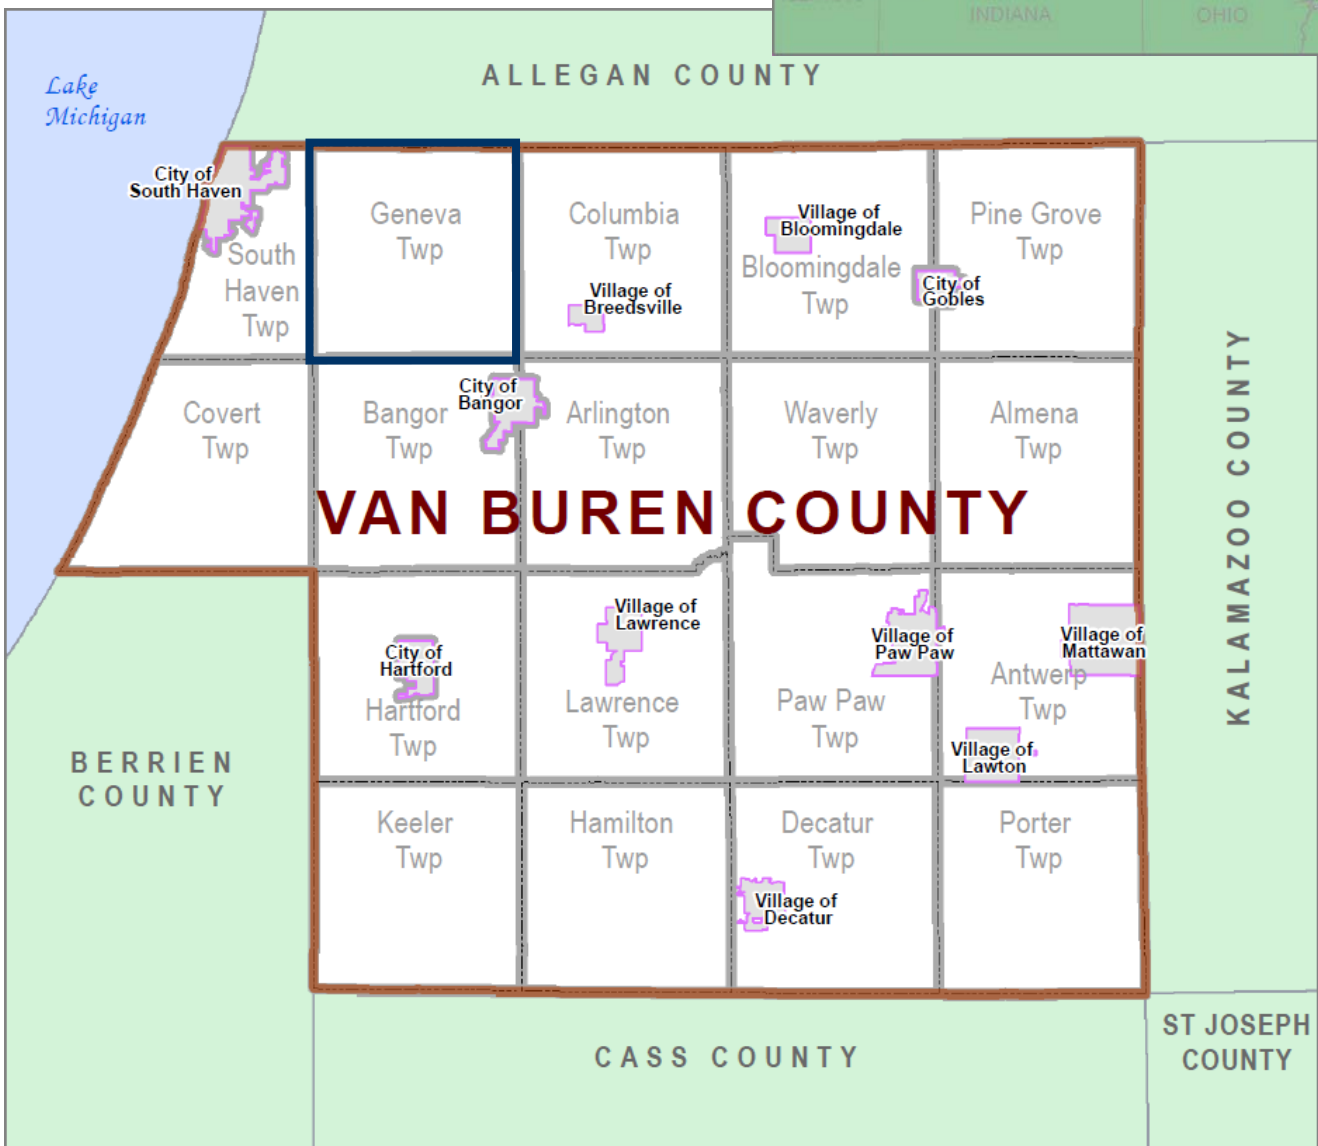 INDIANA
OHIO
Lake
Michigan
ALLEGAN COUNTY
City of
South Haven
South
Haven
Twp
Geneva
Twp
Columbia
Twp
Village of
Breedsville
Village of
Bloomingdale
Bloomingdale
Twp
Pine Grove
Twp
City of
Gobles
Covert
Twp
Bangor
Twp
City of
Bangor
Arlington
Twp
Waverly
Twp
Almena
Twp
VAN BUREN COUNTY
KALAMAZOO COUNTY
City of
Hartford
Hartford
Twp
Village of
Lawrence
Lawrence
Twp
Village of
Paw Paw
Paw Paw
Twp
Village of
Mattawan
Antwerp
Twp
Village of
Lawton
BERRIEN
COUNTY
Keeler
Twp
Hamilton
Twp
Decatur
Twp
Village of
Decatur
Porter
Twp
CASS COUNTY
ST JOSEPH
COUNTY